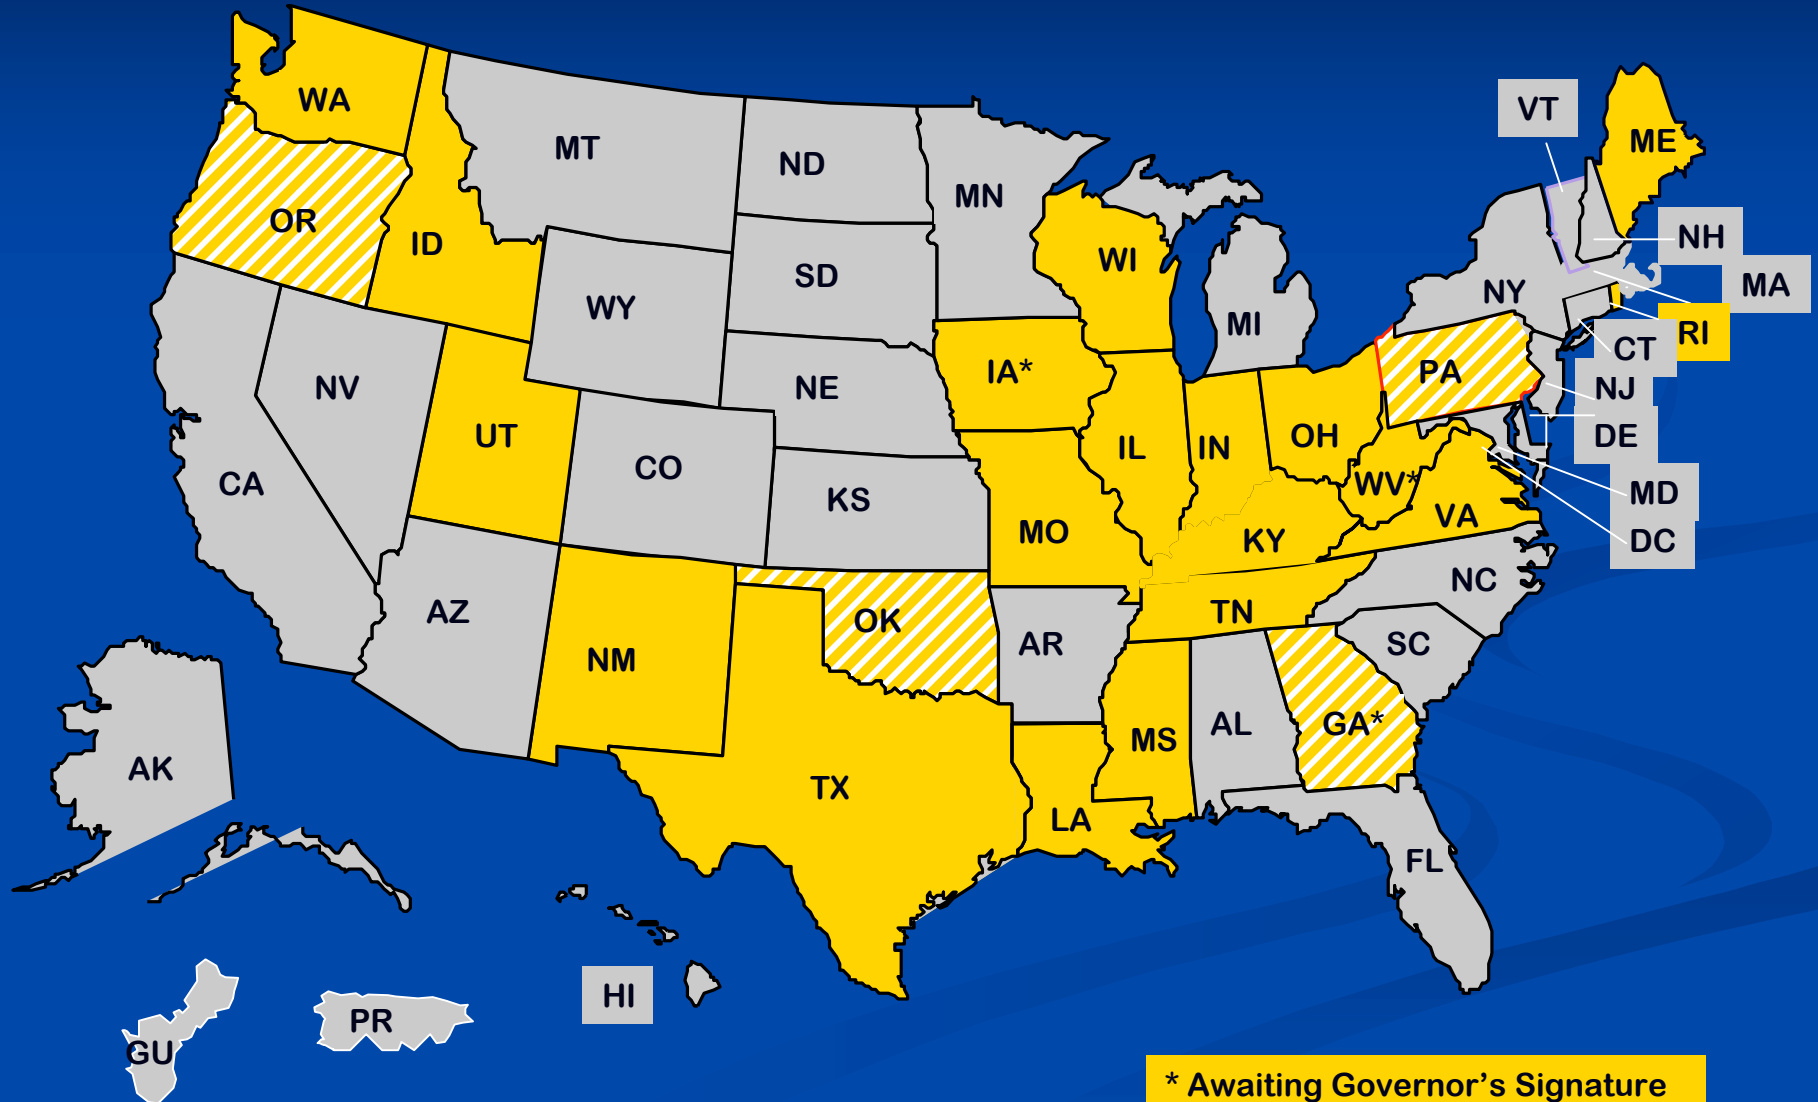 WA
VT
ME
MT
ND
MN
OR
ID
WI
NH
SD
NY
MA
WY
MI
RI
CT
IA*
PA
NV
NE
NJ
UT
IL
IN
OH
DE
CO
CA
KS
WV*
MD
MO
VA
KY
DC
NC
AZ
TN
OK
AR
SC
NM
GA*
AL
MS
AK
TX
LA
FL
HI
PR
GU
* Awaiting Governor's Signature